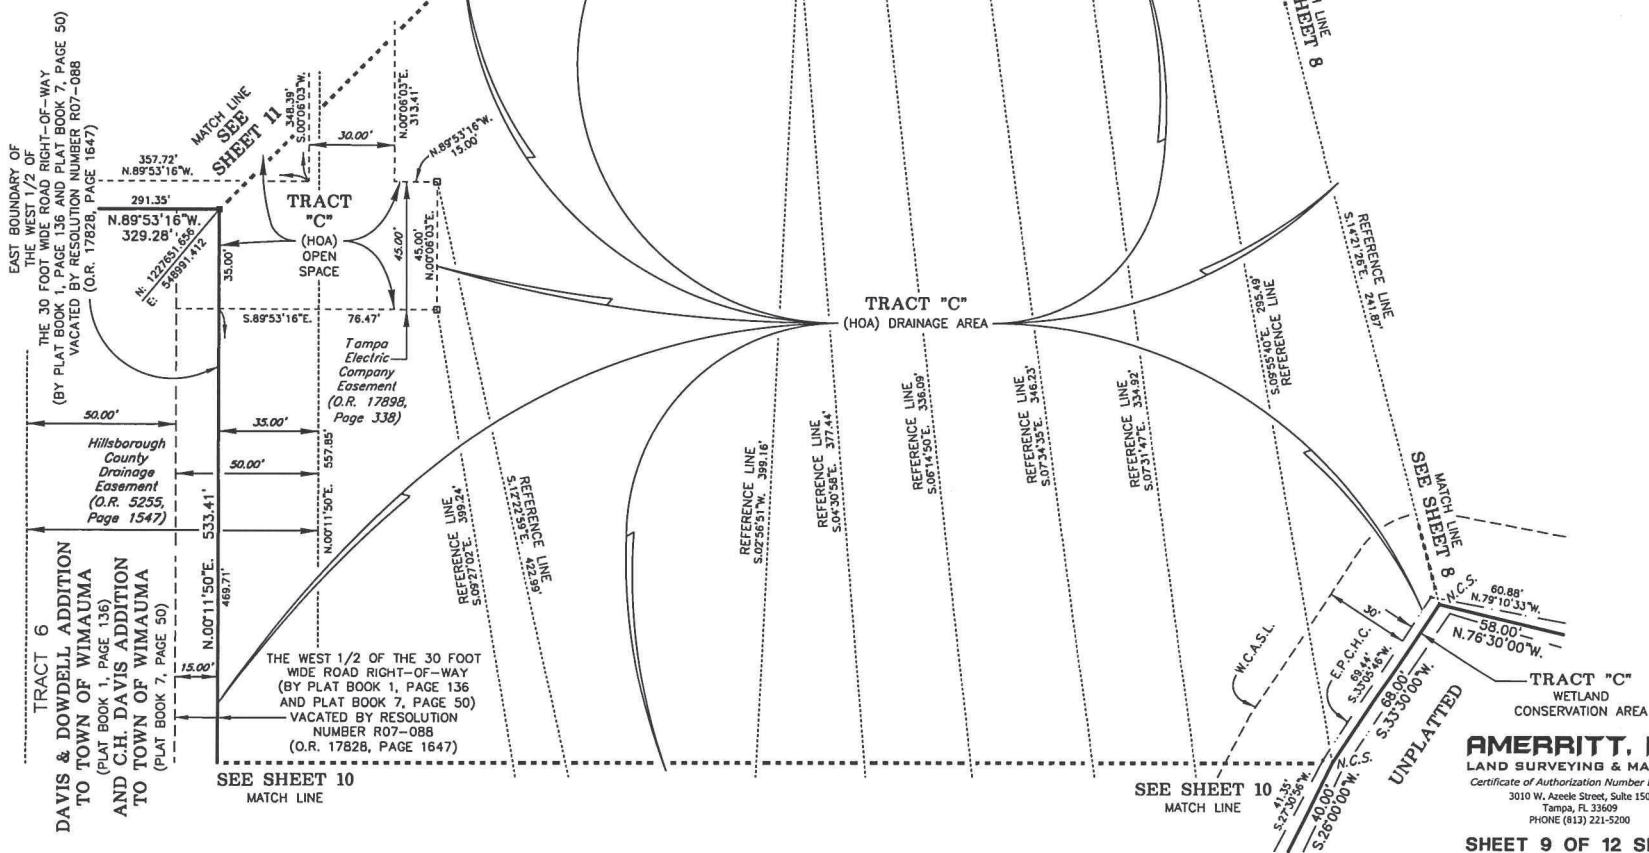 EAST BOUNDARY OF
THE WEST 1/2 OF
THE 30 FOOT WIDE ROAD RIGHT-OF-WAY
(BY PLAT BOOK 1, PAGE 136 AND PLAT BOOK 7, PAGE 50)
VACATED BY RESOLUTION NUMBER R07-088
(O.R. 17828, PAGE 1647)
MATCH LINE
SEE
SHEET 11
348.39'
S.00°06'03"W.
30.00'
N.00°06'03"E.
313.41'
N.89°53'16"W.
15.00'
357.72'
N.89°53'16"W.
291.35'
N.89°53'16"W.
329.28'
N: 1227651.656
E: 548991.412
35.00'
TRACT
"C"
(HOA)
OPEN
SPACE
45.00'
45.00'
N.00°06'03"E.
S.89°53'16"E.
76.47'
Tampa
Electric
Company
Easement
(O.R. 17898,
Page 338)
50.00'
35.00'
Hillsborough
County
Drainage
Easement
(O.R. 5255,
Page 1547)
50.00'
N.00°11'50"E. 557.85'
N.00°11'50"E. 533.41'
469.71'
15.00'
TRACT 6
DAVIS & DOWDELL ADDITION
TO TOWN OF WIMAUMA
(PLAT BOOK 1, PAGE 136)
AND C.H. DAVIS ADDITION
TO TOWN OF WIMAUMA
(PLAT BOOK 7, PAGE 50)
THE WEST 1/2 OF THE 30 FOOT
WIDE ROAD RIGHT-OF-WAY
(BY PLAT BOOK 1, PAGE 136
AND PLAT BOOK 7, PAGE 50)
VACATED BY RESOLUTION
NUMBER R07-088
(O.R. 17828, PAGE 1647)
SEE SHEET 10
MATCH LINE
TRACT "C"
(HOA) DRAINAGE AREA
REFERENCE LINE
S.09°27'02"E. 399.24'
REFERENCE LINE
S.12°22'59"E. 422.99'
REFERENCE LINE
S.02°56'51"W. 399.16'
REFERENCE LINE
S.04°30'58"E. 377.44'
REFERENCE LINE
S.06°14'50"E. 336.09'
REFERENCE LINE
S.07°34'35"E. 346.23'
REFERENCE LINE
S.07°31'47"E. 334.92'
S.09°55'40"E. 295.49'
REFERENCE LINE
REFERENCE LINE
S.14°21'26"E. 241.87'
H LINE
HEET 8
MATCH LINE
SEE SHEET 8
N.C.S.
60.88'
N.79°10'33"W.
58.00'
N.76°30'00"W.
30'
W.C.A.S.L.
E.P.C.H.C.
69.44'
S.33°05'46"W.
68.00'
S.33°30'00"W.
UNPLATTED
N.C.S.
41.35'
S.27°30'56"W.
40.00'
S.26°00'00"W.
SEE SHEET 10
MATCH LINE
TRACT "C"
WETLAND
CONSERVATION AREA
AMERRITT,
LAND SURVEYING & MA
Certificate of Authorization Number
3010 W. Azeele Street, Suite 150
Tampa, FL 33609
PHONE (813) 221-5200
SHEET 9 OF 12 S